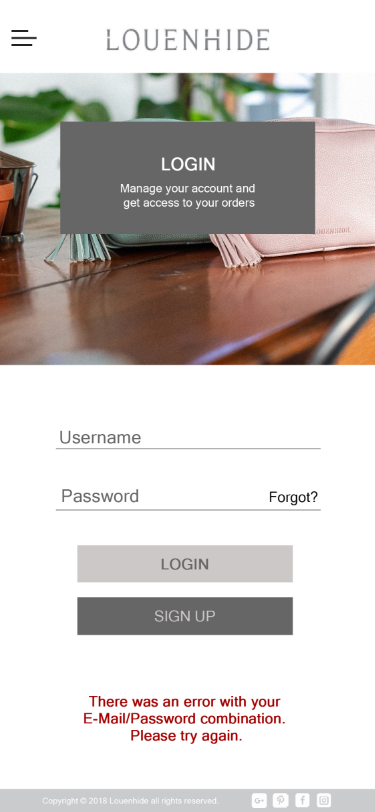 LOUENHIDE
LOGIN
Manage your account and
get access to your orders
LOUENHIDE
Username
Password
Forgot?
LOGIN
SIGN UP
There was an error with your
E-Mail/Password combination.
Please try again.
Copyright © 2018 Louenhide all rights reserved.